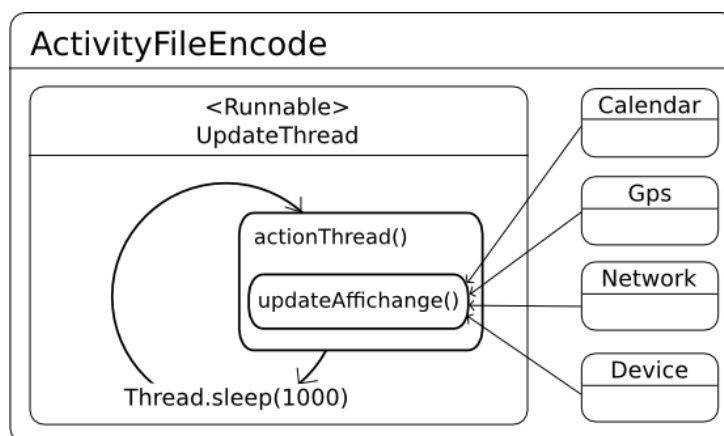 ActivityFileEncode
<Runnable>
UpdateThread
actionThread()
updateAffichange()
Thread.sleep(1000)
Calendar
Gps
Network
Device